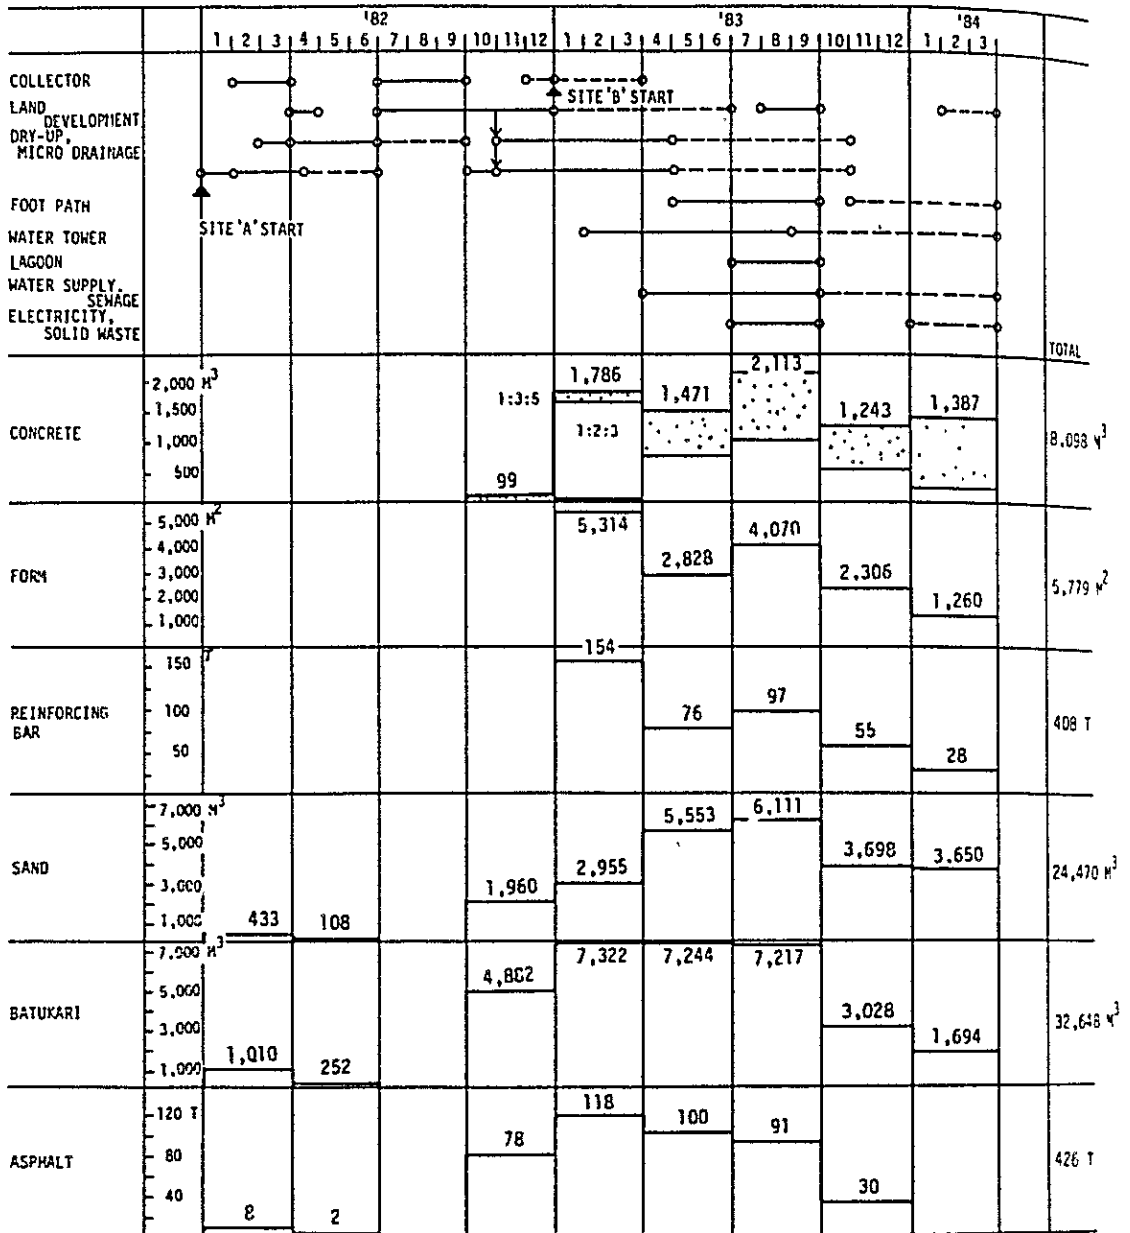 '82 '83 '84
1 2 3 4 5 6 7 8 9 10 11 12 1 2 3 4 5 6 7 8 9 10 11 12 1 2 3
COLLECTOR
SITE'B'START
LAND
DEVELOPMENT
DRY-UP,
MICRO DRAINAGE
FOOT PATH
SITE'A'START
WATER TOWER
LAGOON
WATER SUPPLY.
SEWAGE
ELECTRICITY,
SOLID WASTE
TOTAL
CONCRETE
2,000 M3
1,500
1,000
500
1:3:5
1:2:3
99 1,786 1,471 2,113 1,243 1,387
8,098 M3
FORM
5,000 M2
4,000
3,000
2,000
1,000
5,314 2,828 4,070 2,306 1,260
5,779 M2
REINFORCING
BAR
150 T
100
50
154 76 97 55 28
408 T
SAND
7,000 M3
5,000
3,000
1,000
433 108 1,960 2,955 5,553 6,111 3,698 3,650
24,470 M3
BATUKARI
7,000 M3
5,000
3,000
1,000
1,010 252 4,882 7,322 7,244 7,217 3,028 1,694
32,648 M3
ASPHALT
120 T
80
40
8 2 78 118 100 91 30
426 T